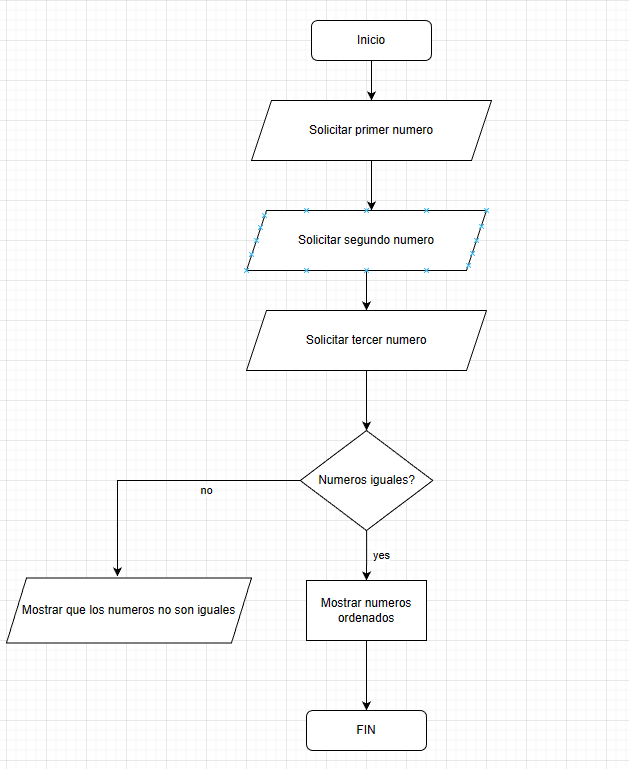 Inicio
Solicitar primer numero
Solicitar segundo numero
Solicitar tercer numero
Numeros iguales?
no
yes
Mostrar que los numeros no son iguales
Mostrar numeros
ordenados
FIN